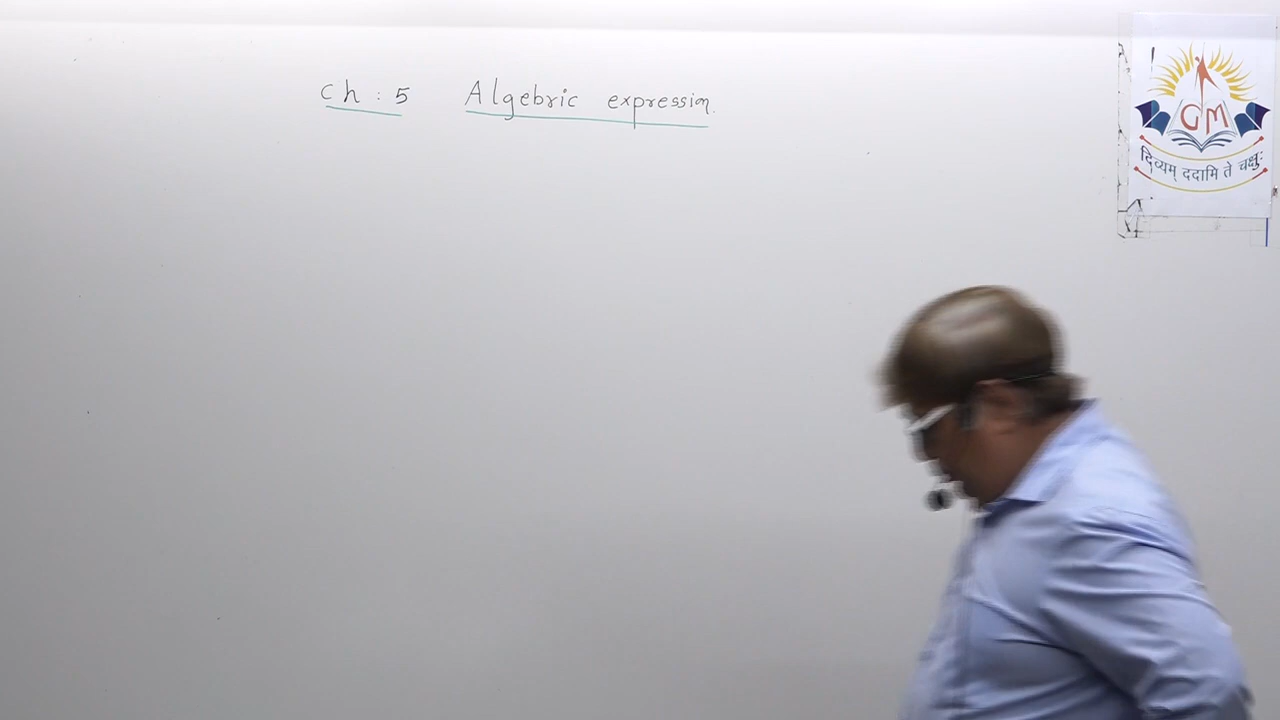 ch : 5 Algebric expression.
GM
दिव्यम् ददामि ते चक्षुः